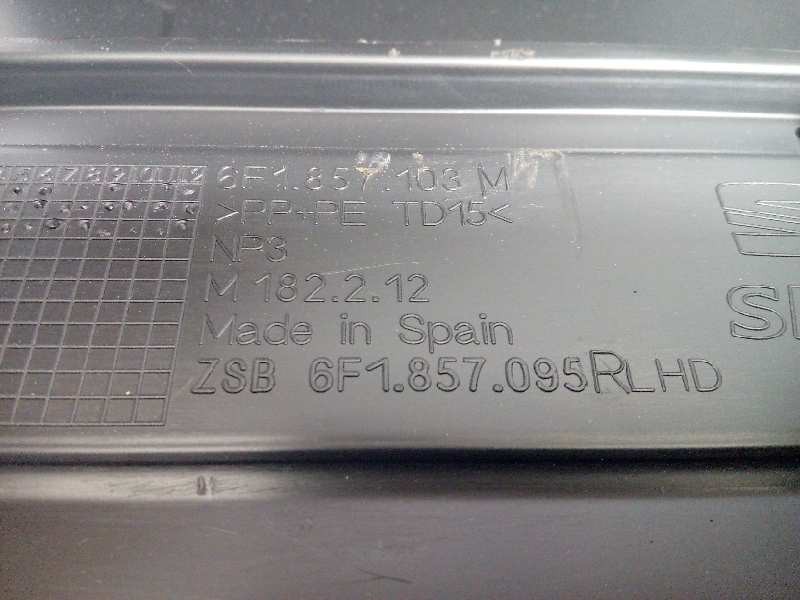 6F1.857.103 M
>PP+PE TD15<
NP3
M 182.2.12
Made in Spain
ZSB 6F1.857.095RLHD